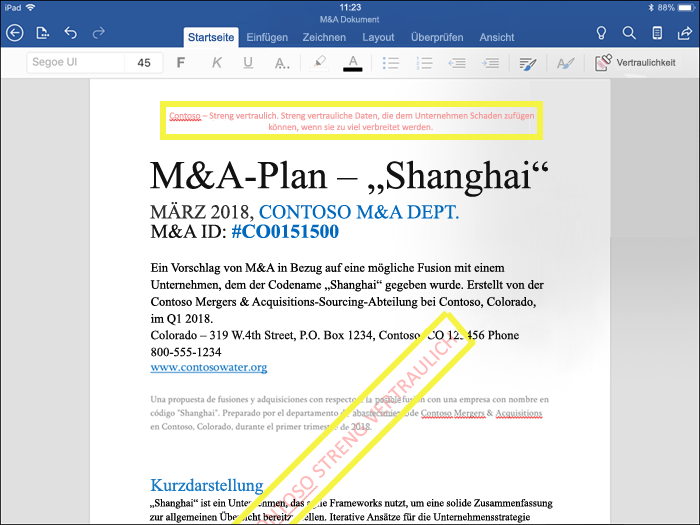 iPad 11:23 88%
M&A Dokument
Startseite Einfügen Zeichnen Layout Überprüfen Ansicht
Segoe UI 45 F K U A.. A Vertraulichkeit
Contoso – Streng vertraulich. Streng vertrauliche Daten, die dem Unternehmen Schaden zufügen
können, wenn sie zu viel verbreitet werden.
M&A-Plan – „Shanghai“
MÄRZ 2018, CONTOSO M&A DEPT.
M&A ID: #CO0151500
Ein Vorschlag von M&A in Bezug auf eine mögliche Fusion mit einem
Unternehmen, dem der Codename „Shanghai“ gegeben wurde. Erstellt von der
Contoso Mergers & Acquisitions-Sourcing-Abteilung bei Contoso, Colorado,
im Q1 2018.
Colorado – 319 W.4th Street, P.O. Box 1234, Contoso, CO 123456 Phone
800-555-1234
www.contosowater.org
Una propuesta de fusiones y adquisiciones con respecto a la posible fusión con una empresa con nombre en
código "Shanghai". Preparado por el departamento de abastecimiento de Contoso Mergers & Acquisitions
en Contoso, Colorado, durante el primer trimestre de 2018.
CONTOSO STRENG VERTRAULICH
Kurzdarstellung
„Shanghai“ ist ein Unternehmen, das agile Frameworks nutzt, um eine solide Zusammenfassung
zur allgemeinen Übersicht bereitzustellen. Iterative Ansätze für die Unternehmensstrategie